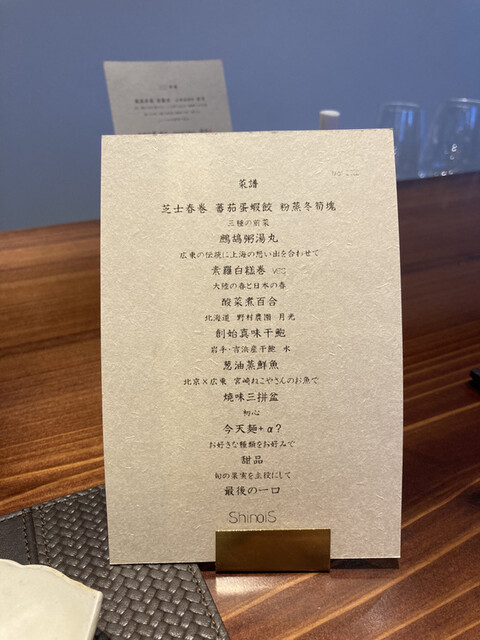 菜譜
芝士春巻 蕃茄蛋蝦餃 粉蒸冬筍塊
三種の前菜
鷓鴣粥湯丸
広東の伝統に上海の想い出を合わせて
素羅白糕巻
大陸の春と日本の春
酸菜煮百合
北海道 野村農園 月光
創始真味干鮑
岩手・吉浜産干鮑 水
葱油蒸鮮魚
北京×広東 宮崎ねこやさんのお魚で
燒味三拼盆
初心
今天麺+α?
お好きな種類をお好みで
甜品
旬の果実を主役にして
最後の一口
ShinoiS